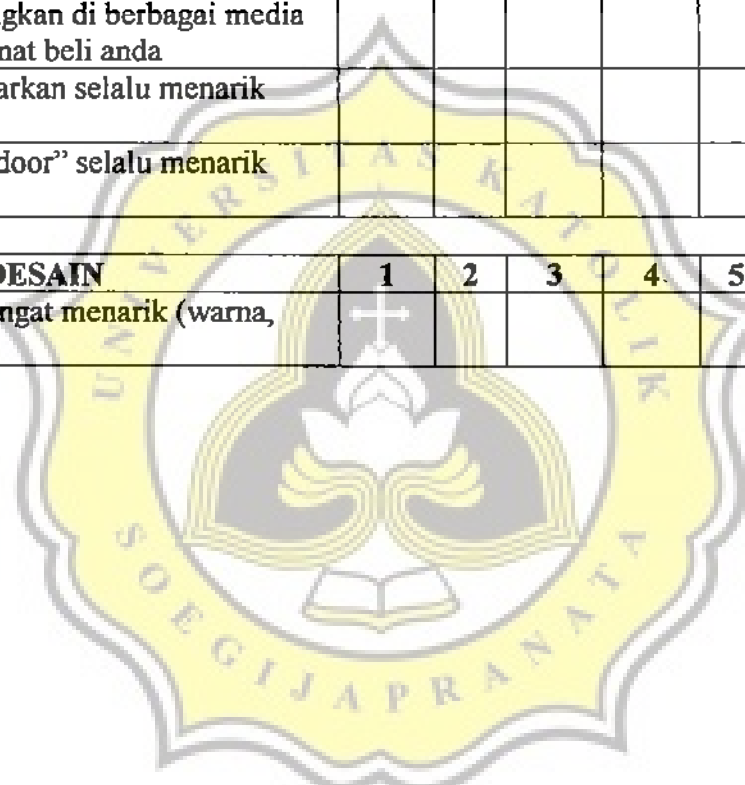 gkan di berbagai media
nat beli anda
arkan selalu menarik
door” selalu menarik
DESAIN 1 2 3 4 5
ngat menarik (warna,
UNIVERSITAS KATOLIK
SOEGIJAPRANATA